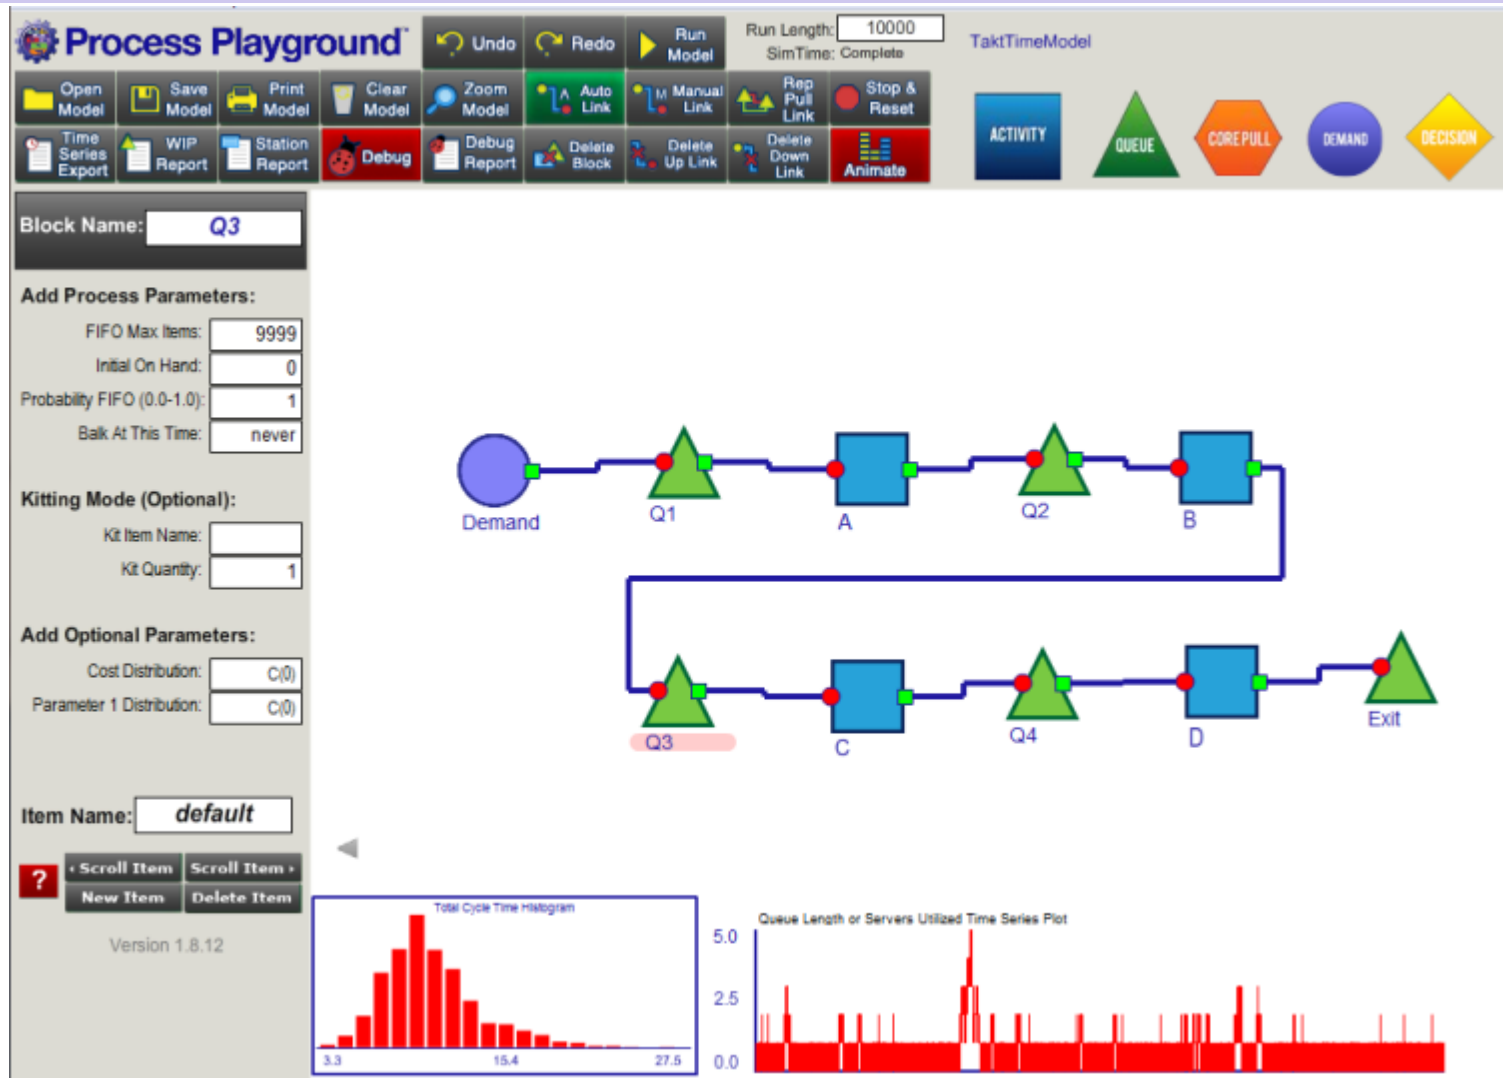 Process Playground™
Undo
Redo
Run Model
Run Length: 10000
SimTime: Complete
TaktTimeModel
Open Model
Save Model
Print Model
Clear Model
Zoom Model
Auto Link
Manual Link
Rep Pull Link
Stop & Reset
Time Series Export
WIP Report
Station Report
Debug
Debug Report
Delete Block
Delete Up Link
Delete Down Link
Animate
ACTIVITY
QUEUE
CORE PULL
DEMAND
DECISION
Block Name: Q3
Add Process Parameters:
FIFO Max Items: 9999
Initial On Hand: 0
Probability FIFO (0.0-1.0): 1
Balk At This Time: never
Kitting Mode (Optional):
Kit Item Name:
Kit Quantity: 1
Add Optional Parameters:
Cost Distribution: C(0)
Parameter 1 Distribution: C(0)
Item Name: default
?
‹ Scroll Item
Scroll Item ›
New Item
Delete Item
Version 1.8.12
Demand
Q1
A
Q2
B
Q3
C
Q4
D
Exit
Total Cycle Time Histogram
3.3 15.4 27.5
Queue Length or Servers Utilized Time Series Plot
5.0
2.5
0.0